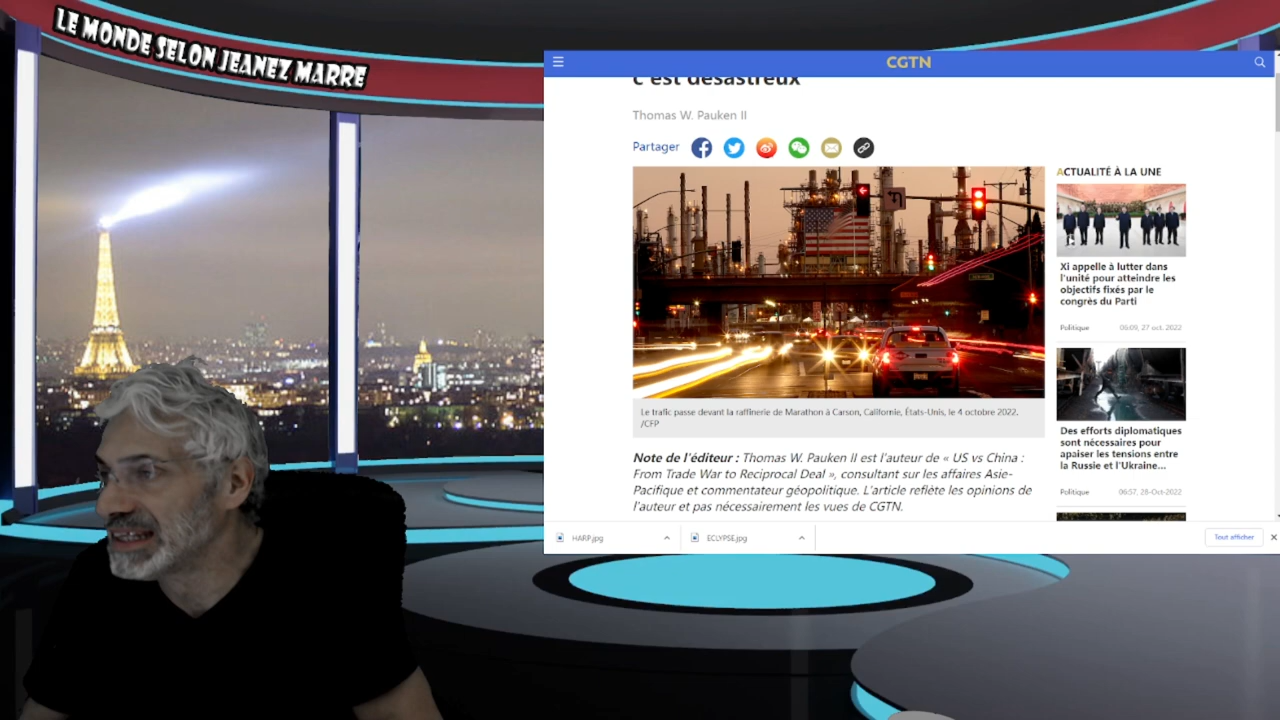 LE MONDE SELON JEANEZ MARRE
CGTN
c'est désastreux
Thomas W. Pauken II
Partager
Le trafic passe devant la raffinerie de Marathon à Carson, Californie, États-Unis, le 4 octobre 2022.
/CFP
Note de l'éditeur : Thomas W. Pauken II est l'auteur de « US vs China :
From Trade War to Reciprocal Deal », consultant sur les affaires Asie-
Pacifique et commentateur géopolitique. L'article reflète les opinions de
l'auteur et pas nécessairement les vues de CGTN.
ACTUALITÉ À LA UNE
Xi appelle à lutter dans
l'unité pour atteindre les
objectifs fixés par le
congrès du Parti
Politique 06:09, 27 oct. 2022
Des efforts diplomatiques
sont nécessaires pour
apaiser les tensions entre
la Russie et l'Ukraine...
Politique 06:57, 28-Oct-2022
HARP.jpg
ECLYPSE.jpg
Tout afficher